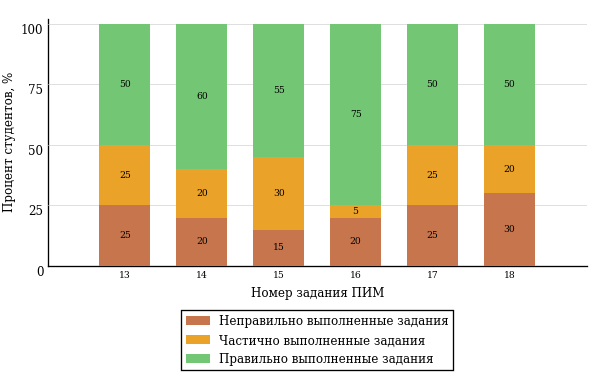 100
75
50
25
0
Процент студентов, %
50 60 55 75 50 50
25 20 30 5 25 20
25 20 15 20 25 30
13 14 15 16 17 18
Номер задания ПИМ
Неправильно выполненные задания
Частично выполненные задания
Правильно выполненные задания